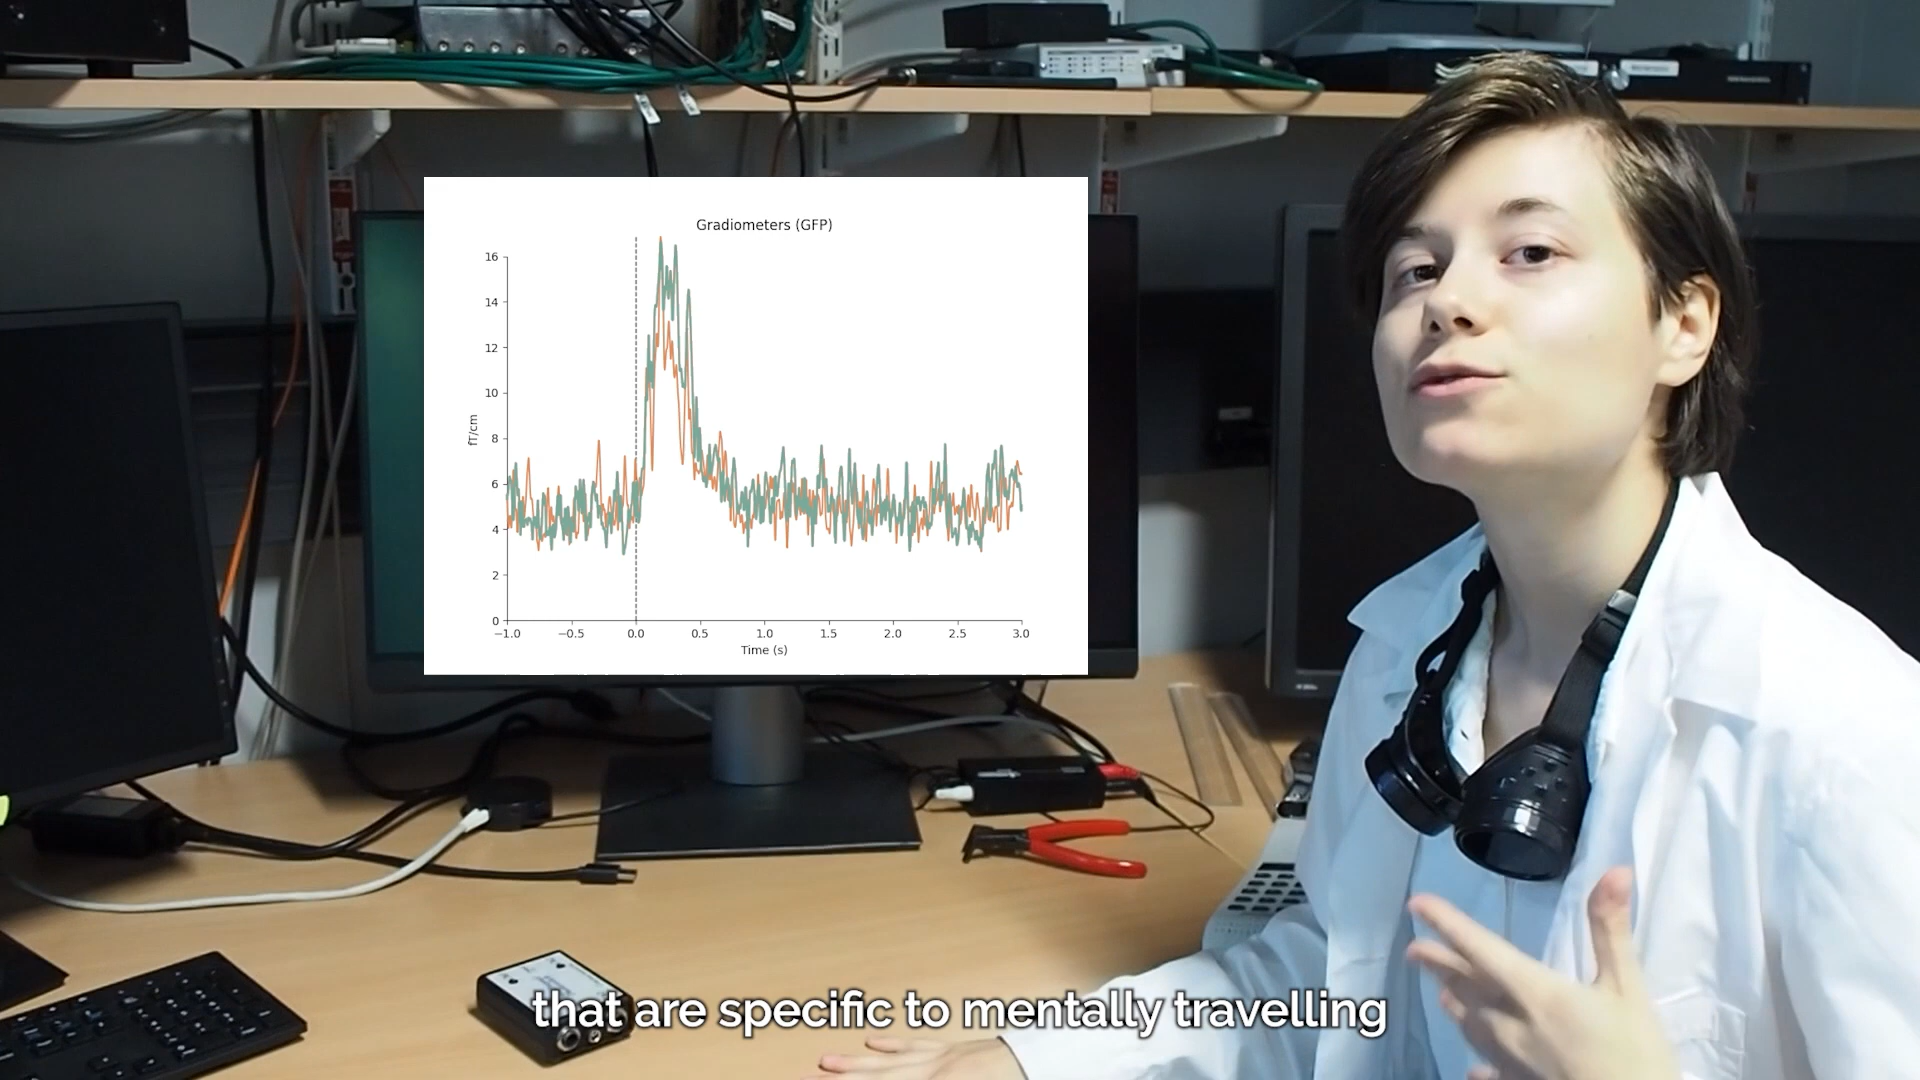 Gradiometers (GFP)
16
14
12
10
8
6
4
2
0
fT/cm
−1.0 −0.5 0.0 0.5 1.0 1.5 2.0 2.5 3.0
Time (s)
that are specific to mentally travelling